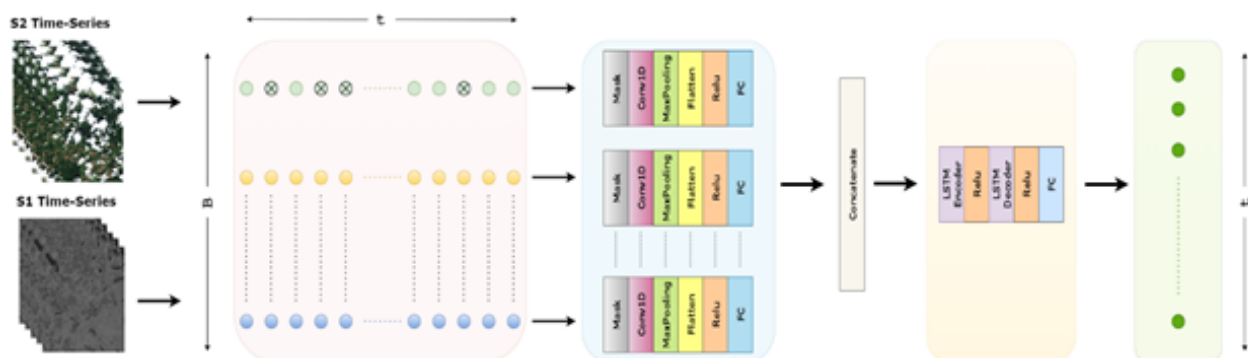 S2 Time-Series
t
B
S1 Time-Series
Mask Conv1D MaxPooling Flatten Relu FC
Mask Conv1D MaxPooling Flatten Relu FC
Mask Conv1D MaxPooling Flatten Relu FC
Concatenate
LSTM Encoder Relu LSTM Decoder Relu FC
t